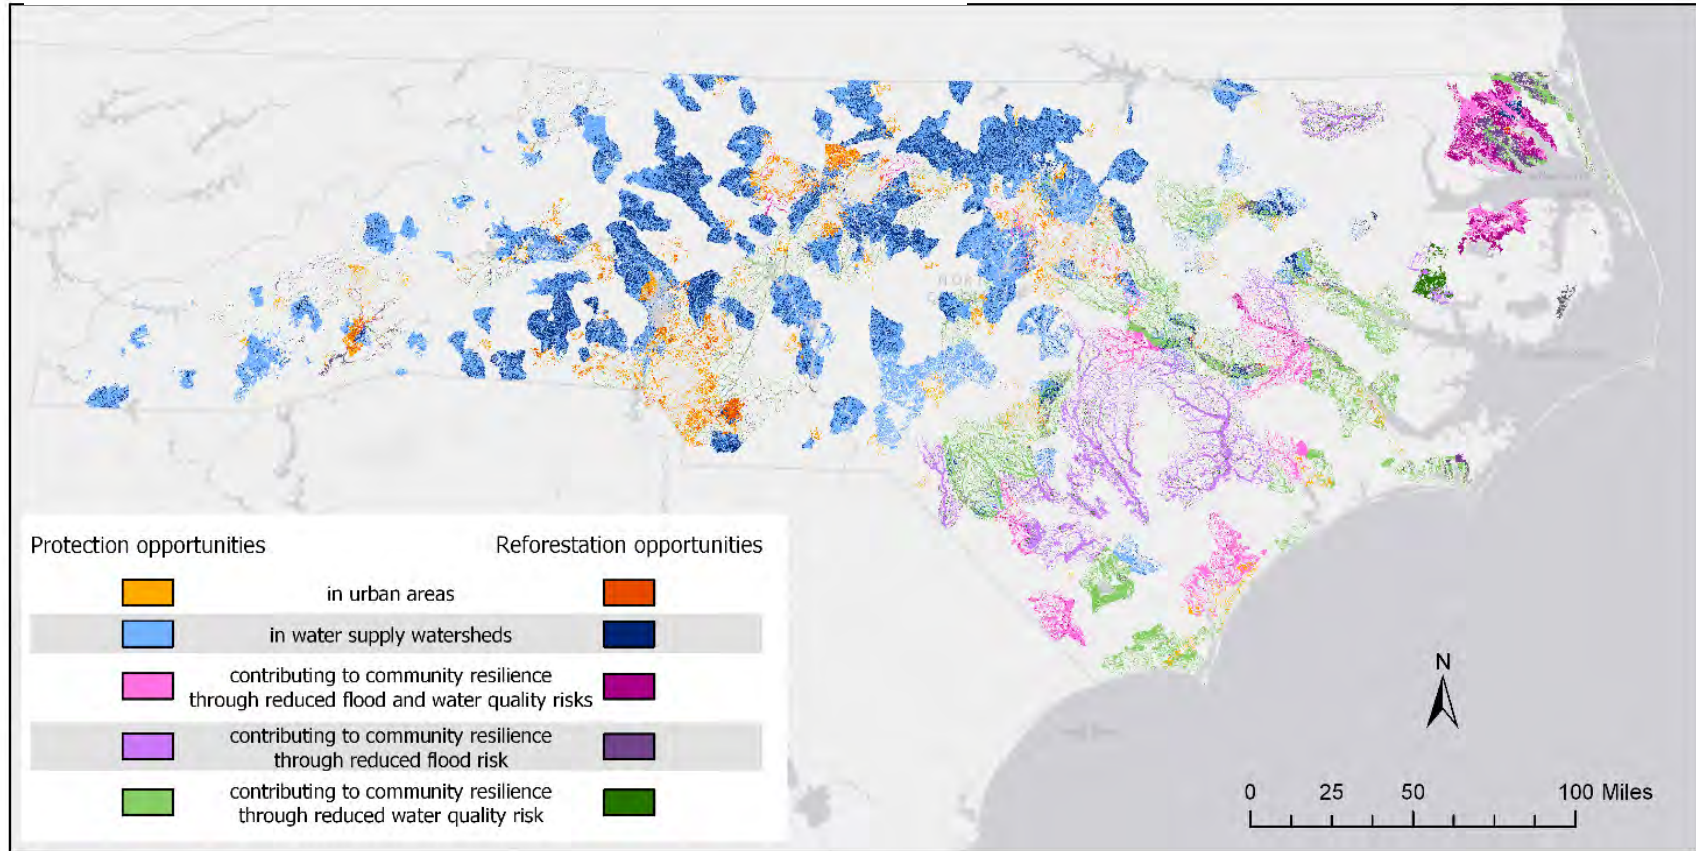 NORTH
Protection opportunities
Reforestation opportunities
in urban areas
in water supply watersheds
contributing to community resilience
through reduced flood and water quality risks
contributing to community resilience
through reduced flood risk
contributing to community resilience
through reduced water quality risk
N
0 25 50 100 Miles